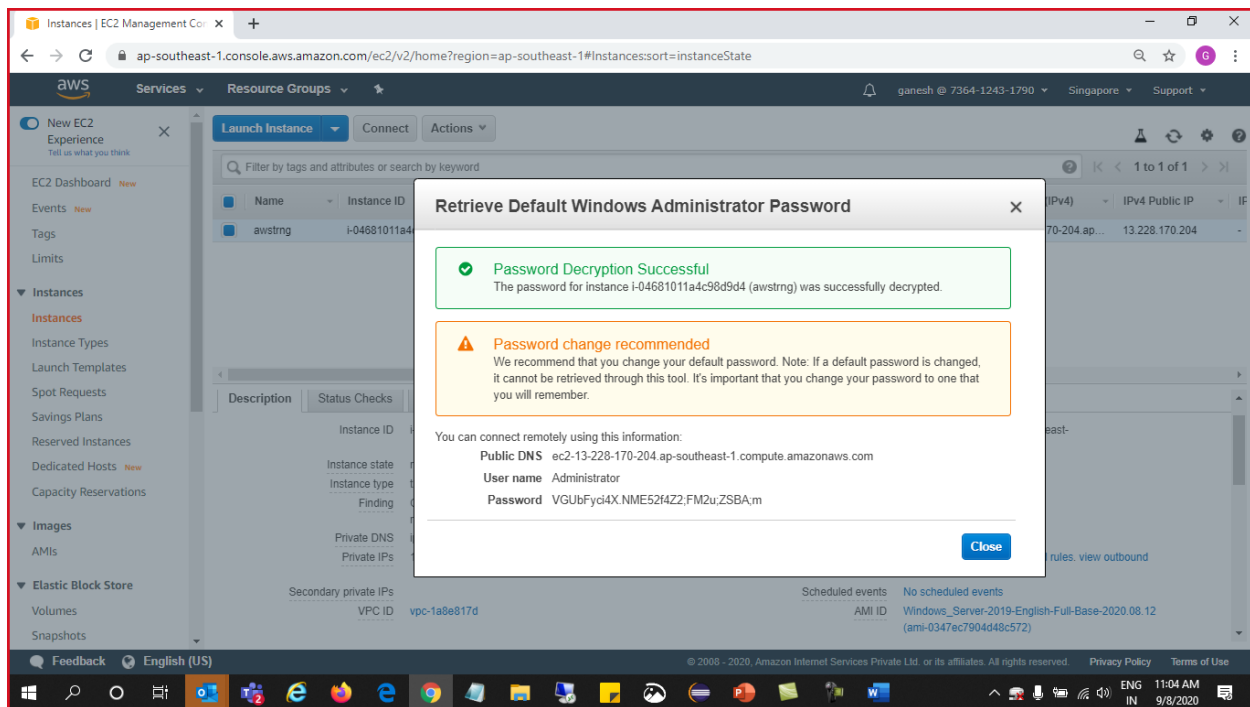 Instances | EC2 Management Con
ap-southeast-1.console.aws.amazon.com/ec2/v2/home?region=ap-southeast-1#Instances:sort=instanceState
G
aws Services Resource Groups ganesh @ 7364-1243-1790 Singapore Support
New EC2
Experience
Tell us what you think
Launch Instance Connect Actions
Filter by tags and attributes or search by keyword 1 to 1 of 1
EC2 Dashboard New
Events New
Tags
Limits
Instances
Instances
Instance Types
Launch Templates
Spot Requests
Savings Plans
Reserved Instances
Dedicated Hosts New
Capacity Reservations
Images
AMIs
Elastic Block Store
Volumes
Snapshots
Name Instance ID (IPv4) IPv4 Public IP IP
awstrng i-04681011a4 70-204.ap... 13.228.170.204 -
Retrieve Default Windows Administrator Password
Password Decryption Successful
The password for instance i-04681011a4c98d9d4 (awstrng) was successfully decrypted.
Password change recommended
We recommend that you change your default password. Note: If a default password is changed,
it cannot be retrieved through this tool. It's important that you change your password to one that
you will remember.
You can connect remotely using this information:
Public DNS ec2-13-228-170-204.ap-southeast-1.compute.amazonaws.com
User name Administrator
Password VGUbFyci4X.NME52f4Z2;FM2u;ZSBA;m
Close
Description Status Checks
Instance ID east-
Instance state
Instance type
Finding
Private DNS
Private IPs rules. view outbound
Secondary private IPs Scheduled events No scheduled events
VPC ID vpc-1a8e817d AMI ID Windows_Server-2019-English-Full-Base-2020.08.12
(ami-0347ec7904d48c572)
Feedback English (US) © 2008 - 2020, Amazon Internet Services Private Ltd. or its affiliates. All rights reserved. Privacy Policy Terms of Use
ENG 11:04 AM
IN 9/8/2020